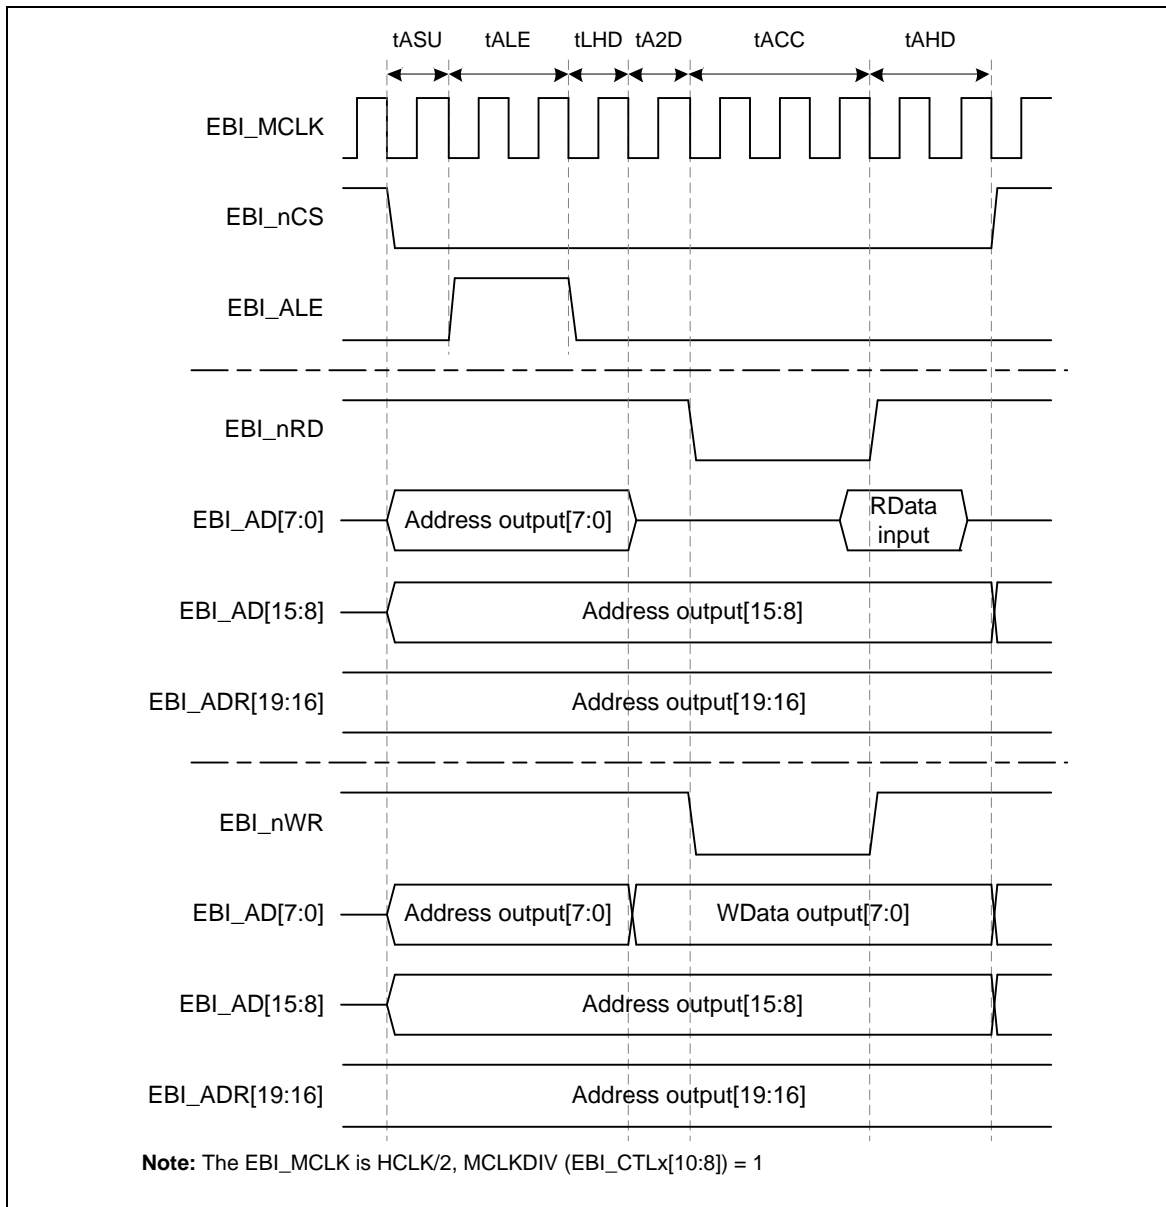 tASU tALE tLHD tA2D tACC tAHD
EBI_MCLK
EBI_nCS
EBI_ALE
EBI_nRD
EBI_AD[7:0] Address output[7:0] RData
input
EBI_AD[15:8] Address output[15:8]
EBI_ADR[19:16] Address output[19:16]
EBI_nWR
EBI_AD[7:0] Address output[7:0] WData output[7:0]
EBI_AD[15:8] Address output[15:8]
EBI_ADR[19:16] Address output[19:16]
Note: The EBI_MCLK is HCLK/2, MCLKDIV (EBI_CTLx[10:8]) = 1